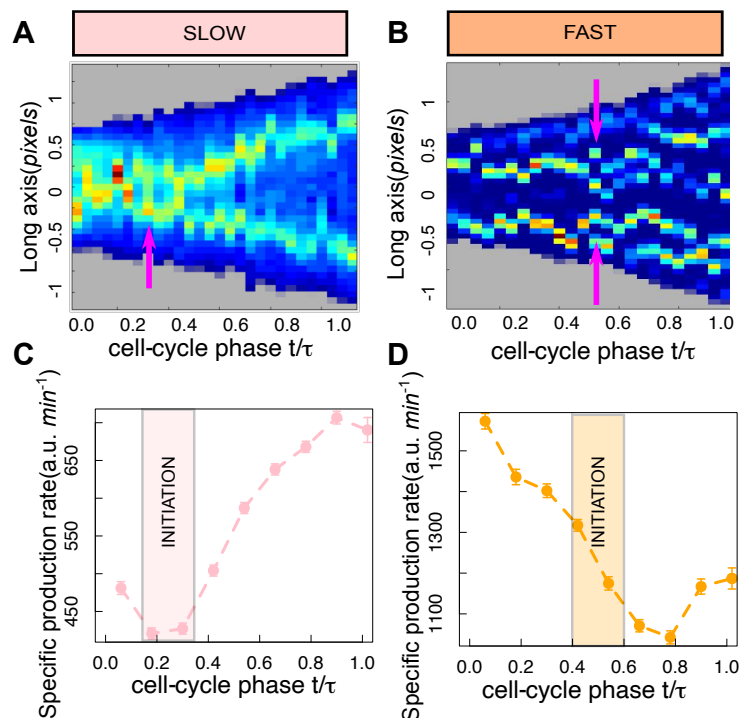 A
SLOW
Long axis(pixels)
1
0.5
0
-0.5
-1
0.0 0.2 0.4 0.6 0.8 1.0
cell-cycle phase t/τ
B
FAST
Long axis(pixels)
1
0.5
0
-0.5
-1
0.0 0.2 0.4 0.6 0.8 1.0
cell-cycle phase t/τ
C
Specific production rate(a.u. min-1)
650
550
450
INITIATION
0.0 0.2 0.4 0.6 0.8 1.0
cell-cycle phase t/τ
D
Specific production rate(a.u. min-1)
1500
1300
1100
INITIATION
0.0 0.2 0.4 0.6 0.8 1.0
cell-cycle phase t/τ